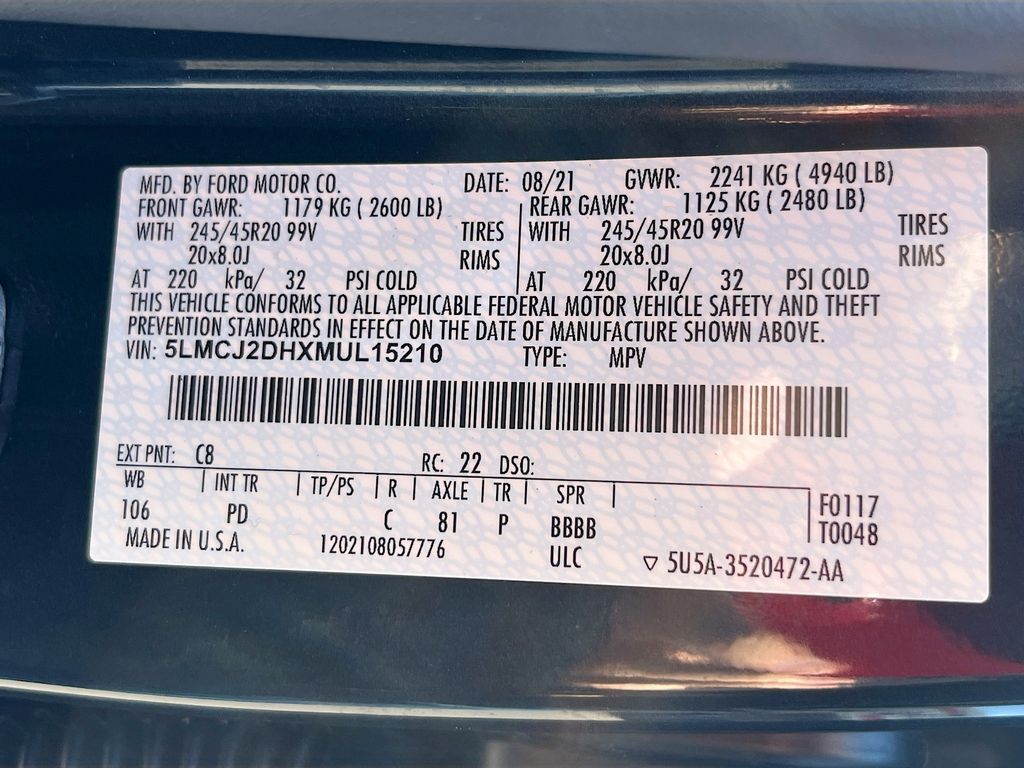 MFD. BY FORD MOTOR CO. DATE: 08/21 GVWR: 2241 KG ( 4940 LB)
FRONT GAWR: 1179 KG ( 2600 LB) REAR GAWR: 1125 KG ( 2480 LB)
WITH 245/45R20 99V TIRES WITH 245/45R20 99V TIRES
20x8.0J RIMS 20x8.0J RIMS
AT 220 kPa/ 32 PSI COLD AT 220 kPa/ 32 PSI COLD
THIS VEHICLE CONFORMS TO ALL APPLICABLE FEDERAL MOTOR VEHICLE SAFETY AND THEFT
PREVENTION STANDARDS IN EFFECT ON THE DATE OF MANUFACTURE SHOWN ABOVE.
VIN: 5LMCJ2DHXMUL15210 TYPE: MPV
EXT PNT: C8 RC: 22 DSO:
WB INT TR TP/PS R AXLE TR SPR F0117
106 PD C 81 P BBBB T0048
MADE IN U.S.A. 1202108057776 ULC ▽ 5U5A-3520472-AA